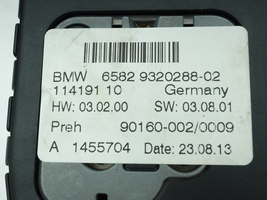 BMW 6582 9320288-02
114191 10 Germany
HW: 03.02.00 SW: 03.08.01
Preh 90160-002/0009
A 1455704 Date: 23.08.13